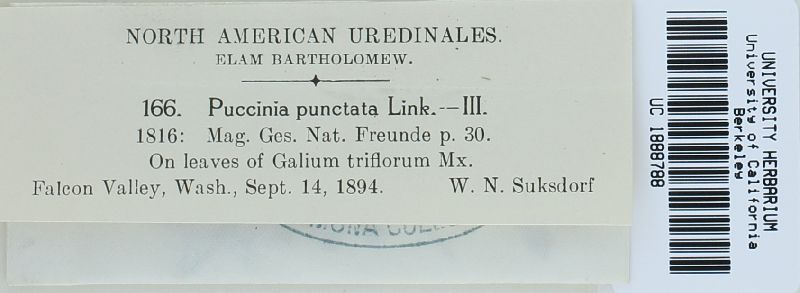 NORTH AMERICAN UREDINALES.
ELAM BARTHOLOMEW.
166. Puccinia punctata Link.—III.
1816: Mag. Ges. Nat. Freunde p. 30.
On leaves of Galium triflorum Mx.
Falcon Valley, Wash., Sept. 14, 1894. W. N. Suksdorf
UNIVERSITY HERBARIUM
University of California
Berkeley
UC 1888788